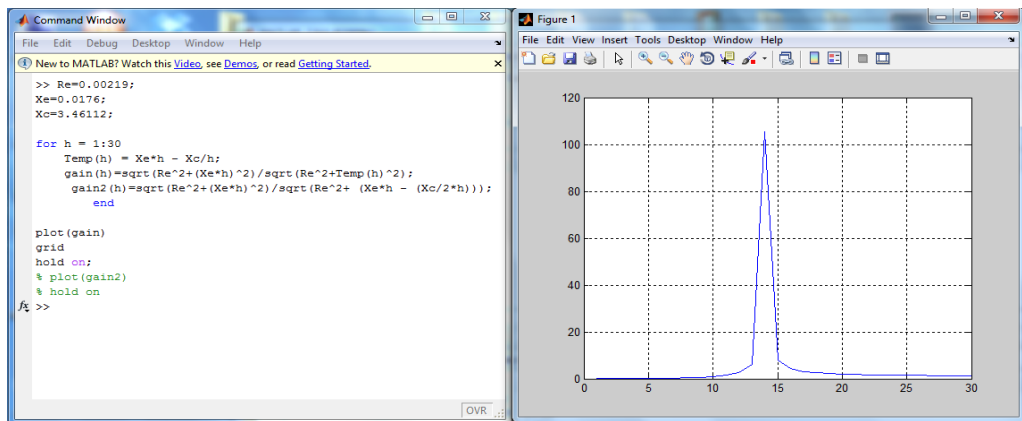 Command Window
File Edit Debug Desktop Window Help
New to MATLAB? Watch this Video, see Demos, or read Getting Started.
>> Re=0.00219;
Xe=0.0176;
Xc=3.46112;
for h = 1:30
Temp(h) = Xe*h - Xc/h;
gain(h)=sqrt(Re^2+(Xe*h)^2)/sqrt(Re^2+Temp(h)^2);
gain2(h)=sqrt(Re^2+(Xe*h)^2)/sqrt(Re^2+ (Xe*h - (Xc/2*h)));
end
plot(gain)
grid
hold on;
% plot(gain2)
% hold on
fx >>
OVR
Figure 1
File Edit View Insert Tools Desktop Window Help
120
100
80
60
40
20
0
0 5 10 15 20 25 30